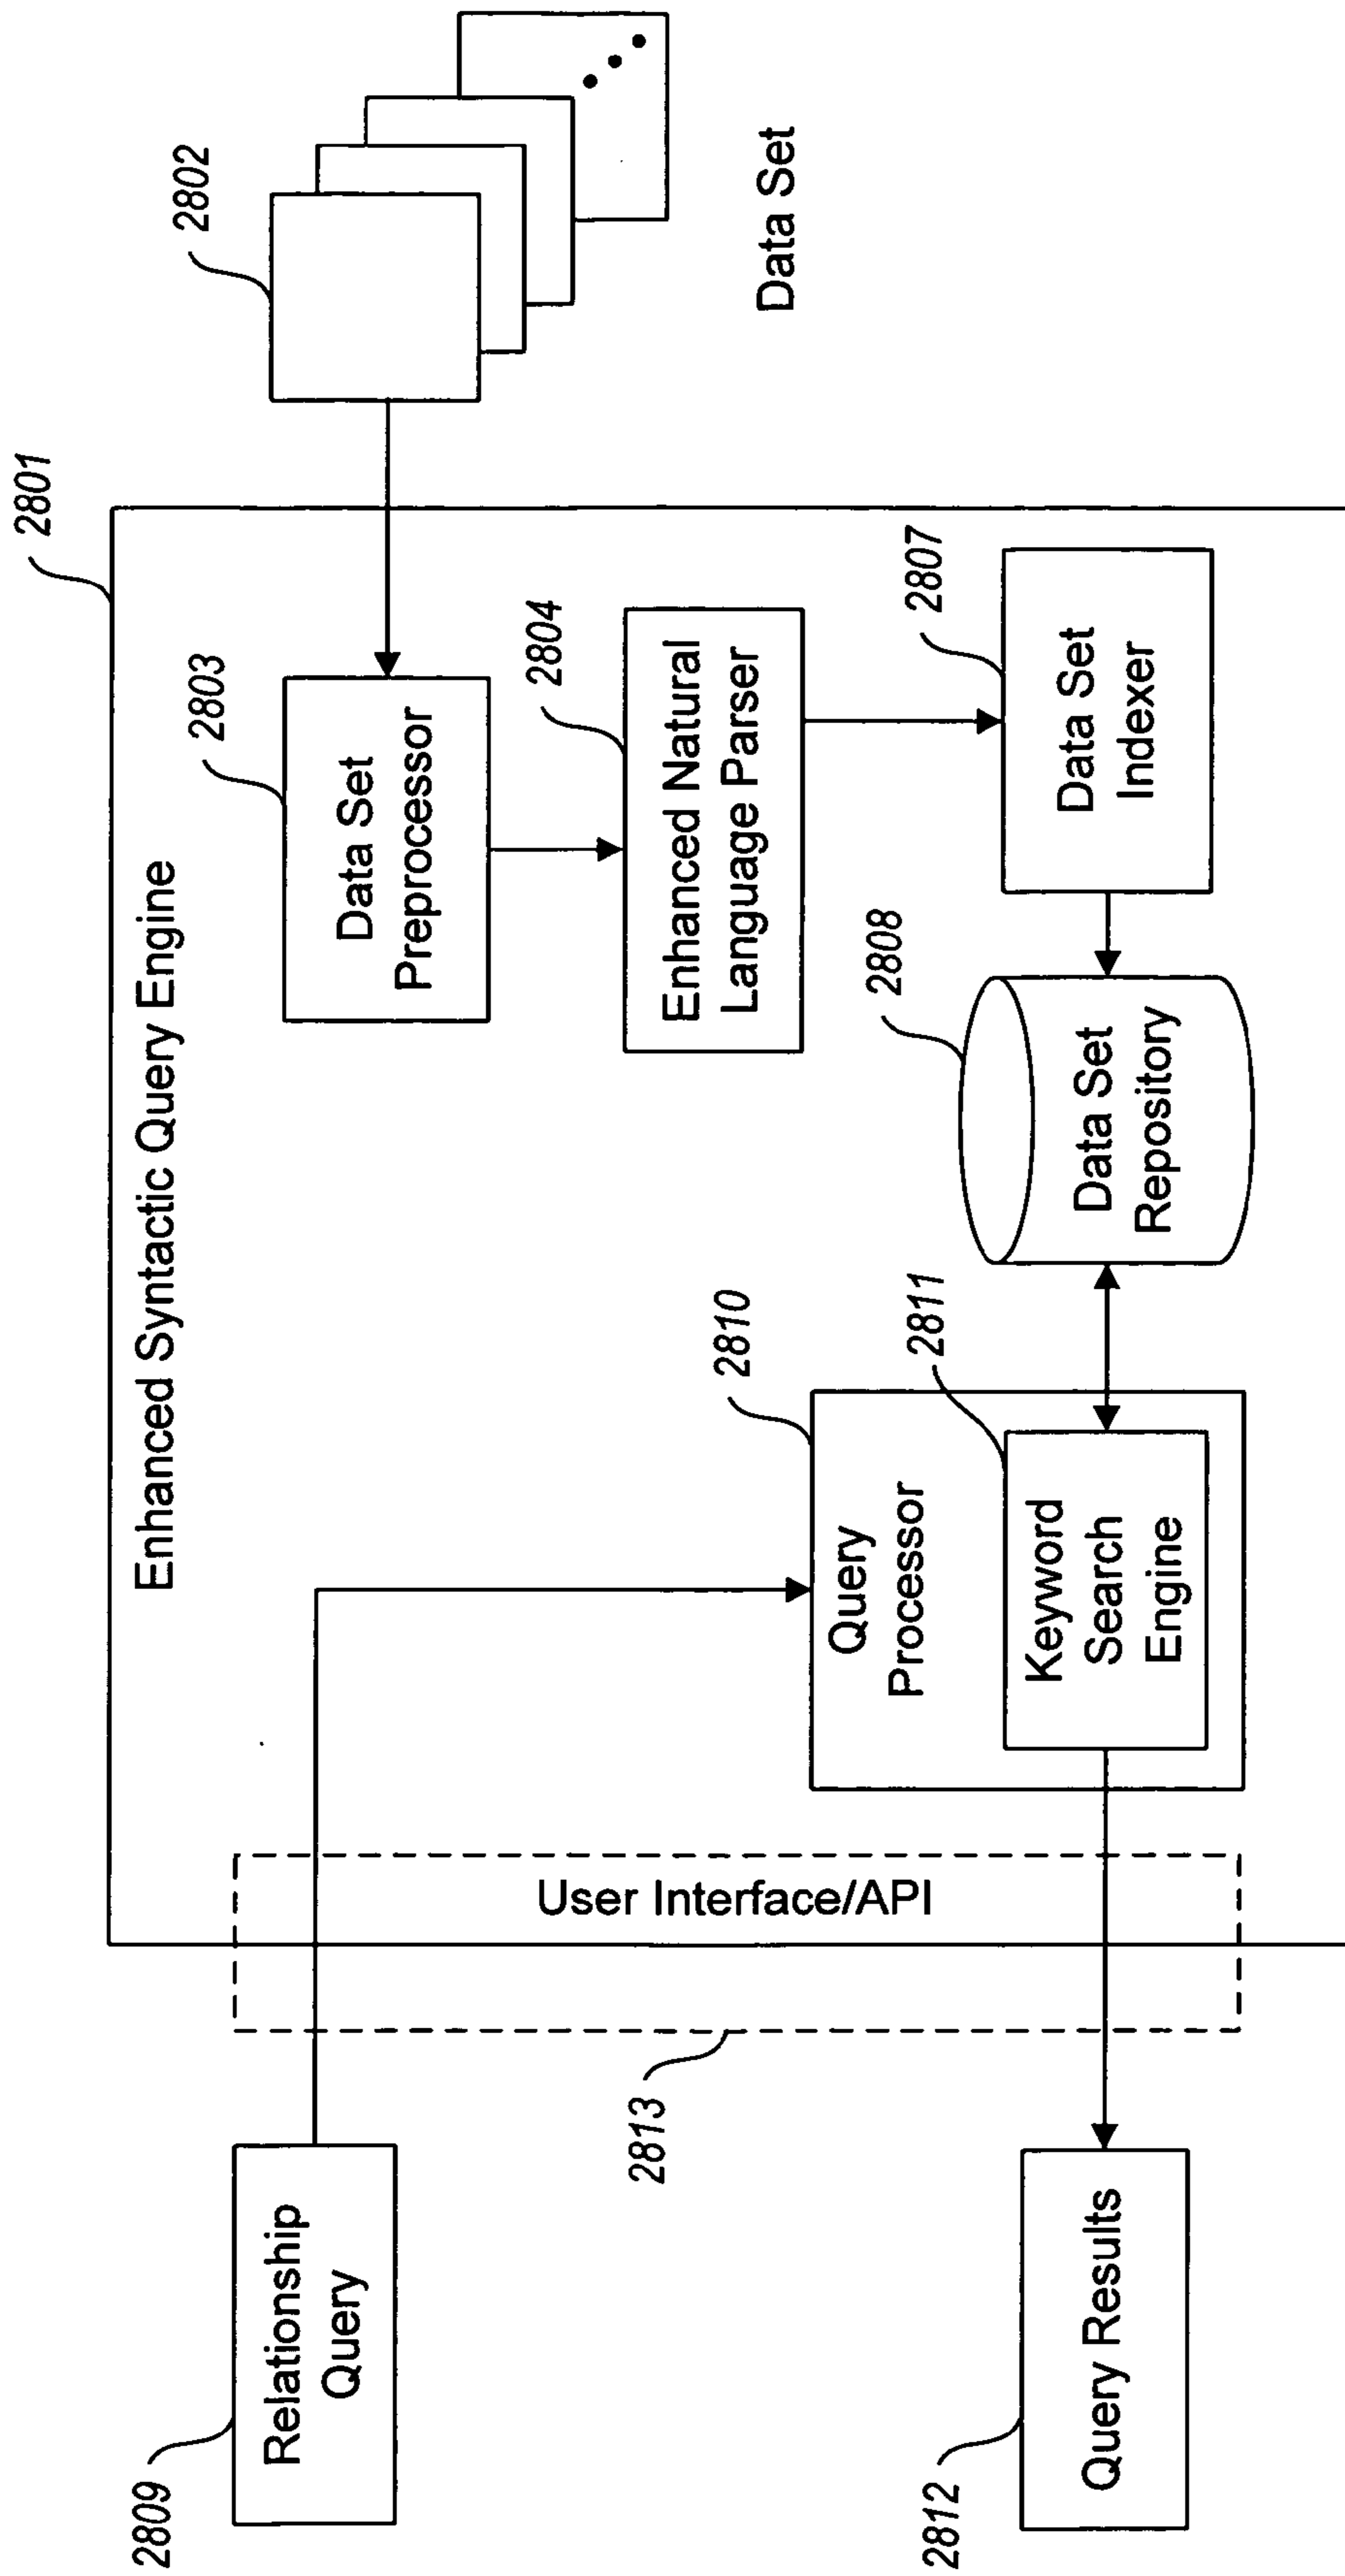 2801
Enhanced Syntactic Query Engine
2802
Data Set
2803
Data Set
Preprocessor
2804
Enhanced Natural
Language Parser
2807
Data Set
Indexer
2808
Data Set
Repository
2809
Relationship
Query
2810
Query
Processor
2811
Keyword
Search
Engine
User Interface/API
2813
2812
Query Results